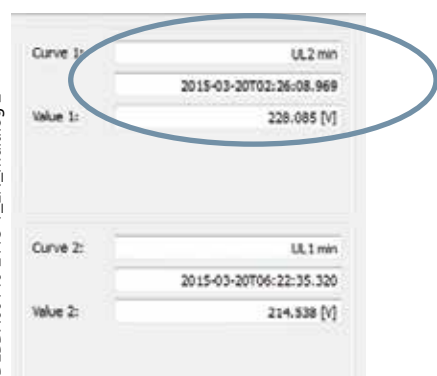 Curve 1:
UL2 min
2015-03-20T02:26:08.969
Value 1:
228.085 [V]
Curve 2:
UL1 min
2015-03-20T06:22:35.320
Value 2:
214.538 [V]